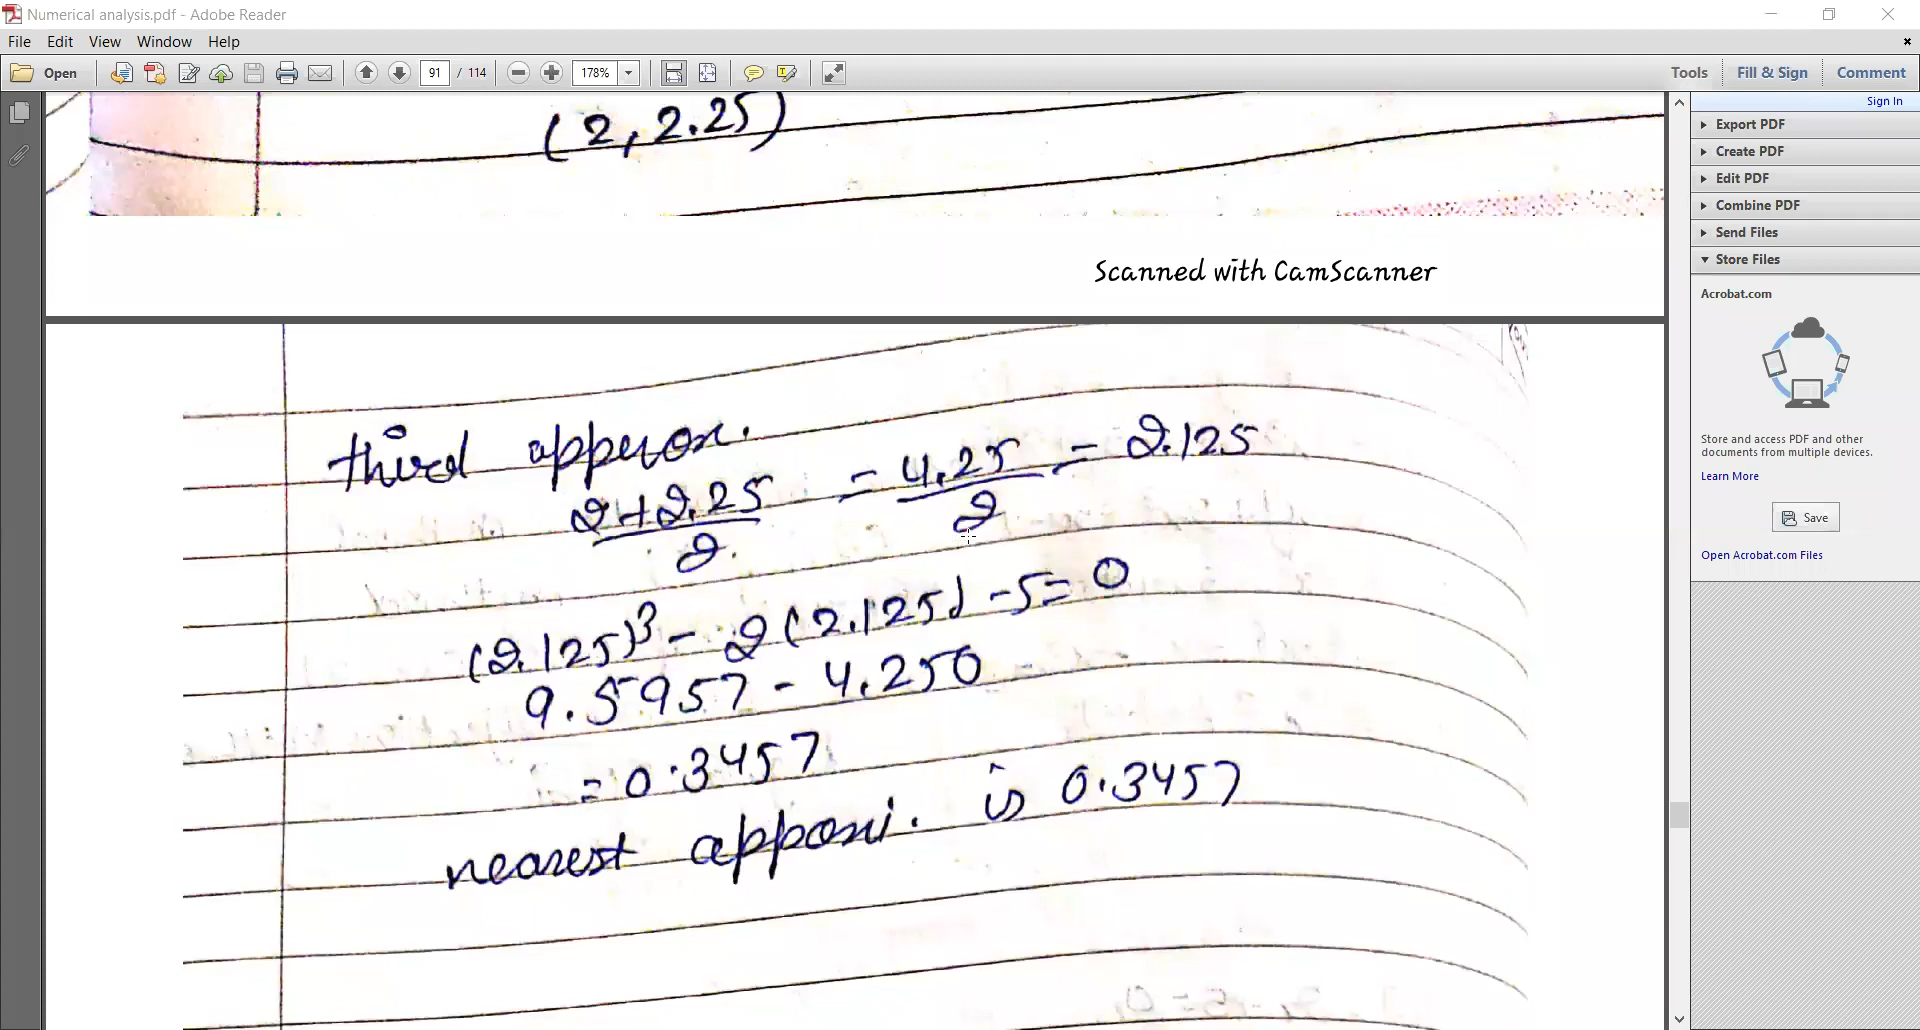 Numerical analysis.pdf - Adobe Reader
File Edit View Window Help
Open 91 / 114 178% Tools Fill & Sign Comment
Sign In
Export PDF
Create PDF
Edit PDF
Combine PDF
Send Files
Store Files
Acrobat.com
Store and access PDF and other
documents from multiple devices.
Learn More
Save
Open Acrobat.com Files
(2, 2.25)
Scanned with CamScanner
third approx.
2+2.25 / 2 = 4.25 / 2 = 2.125
(2.125)³ - 2(2.125) - 5 = 0
9.5957 - 4.250
= 0.3457
nearest apponi. is 0.3457